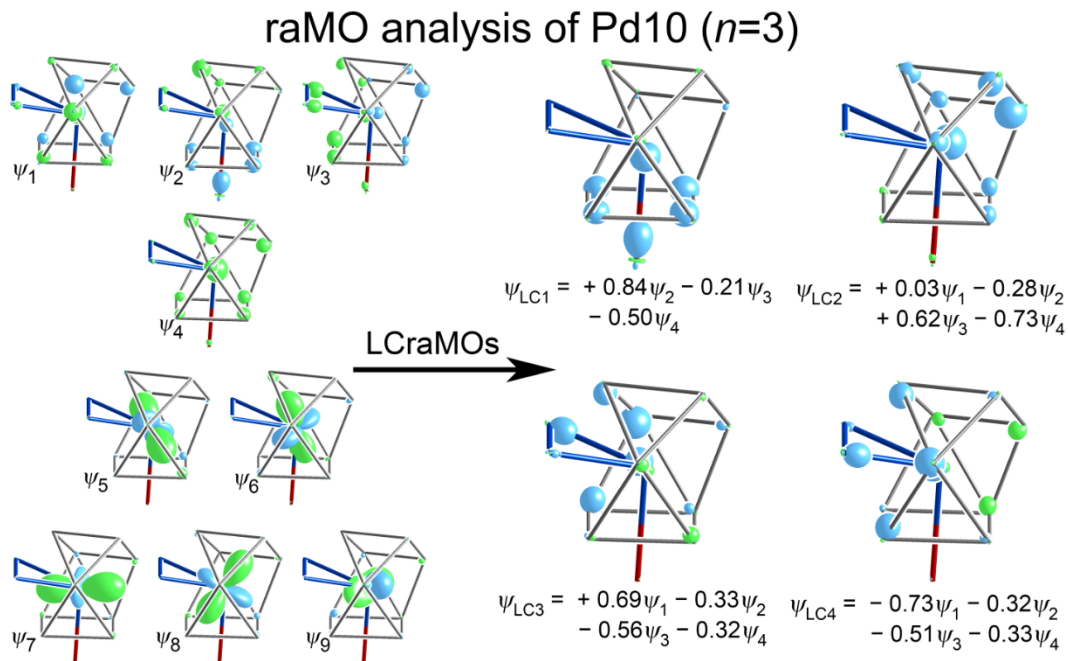 raMO analysis of Pd10 (n=3)
ψ1
ψ2
ψ3
ψ4
ψ5
ψ6
ψ7
ψ8
ψ9
LCraMOs
ψLC1 = + 0.84ψ2 − 0.21ψ3
− 0.50ψ4
ψLC2 = + 0.03ψ1 − 0.28ψ2
+ 0.62ψ3 − 0.73ψ4
ψLC3 = + 0.69ψ1 − 0.33ψ2
− 0.56ψ3 − 0.32ψ4
ψLC4 = − 0.73ψ1 − 0.32ψ2
− 0.51ψ3 − 0.33ψ4